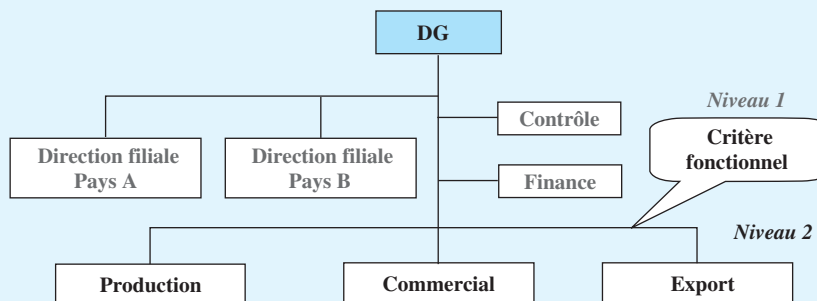 DG
Niveau 1
Contrôle
Critère
fonctionnel
Direction filiale
Pays A
Direction filiale
Pays B
Finance
Niveau 2
Production
Commercial
Export